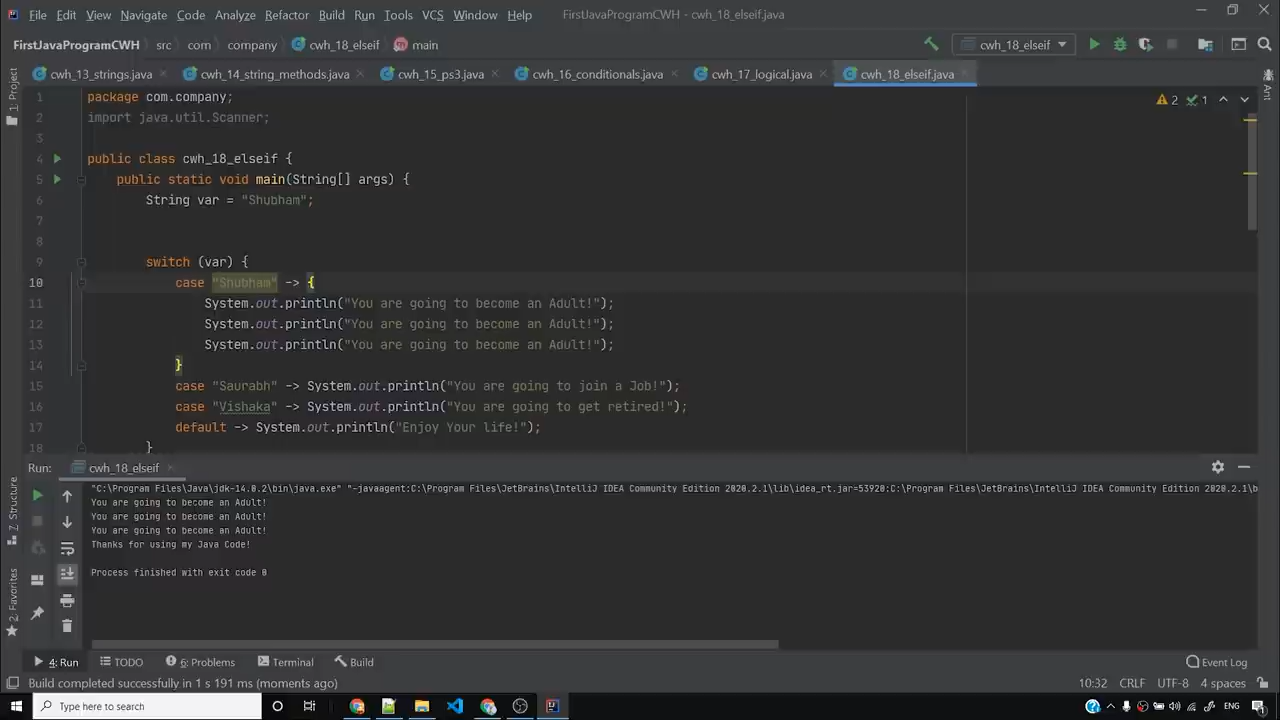 File Edit View Navigate Code Analyze Refactor Build Run Tools VCS Window Help FirstJavaProgramCWH - cwh_18_elseif.java
FirstJavaProgramCWH src com company cwh_18_elseif main cwh_18_elseif
cwh_13_strings.java cwh_14_string_methods.java cwh_15_ps3.java cwh_16_conditionals.java cwh_17_logical.java cwh_18_elseif.java
1: Project
Ant
2 1
1 package com.company;
2 import java.util.Scanner;
3
4 public class cwh_18_elseif {
5 public static void main(String[] args) {
6 String var = "Shubham";
7
8
9 switch (var) {
10 case "Shubham" -> {
11 System.out.println("You are going to become an Adult!");
12 System.out.println("You are going to become an Adult!");
13 System.out.println("You are going to become an Adult!");
14 }
15 case "Saurabh" -> System.out.println("You are going to join a Job!");
16 case "Vishaka" -> System.out.println("You are going to get retired!");
17 default -> System.out.println("Enjoy Your life!");
18 }
Run: cwh_18_elseif
"C:\Program Files\Java\jdk-14.0.2\bin\java.exe" "-javaagent:C:\Program Files\JetBrains\IntelliJ IDEA Community Edition 2020.2.1\lib\idea_rt.jar=53920:C:\Program Files\JetBrains\IntelliJ IDEA Community Edition 2020.2.1\b
You are going to become an Adult!
You are going to become an Adult!
You are going to become an Adult!
Thanks for using my Java Code!
Process finished with exit code 0
Z: Structure
2: Favorites
4: Run TODO 6: Problems Terminal Build Event Log
Build completed successfully in 1 s 191 ms (moments ago) 10:32 CRLF UTF-8 4 spaces
Type here to search ENG